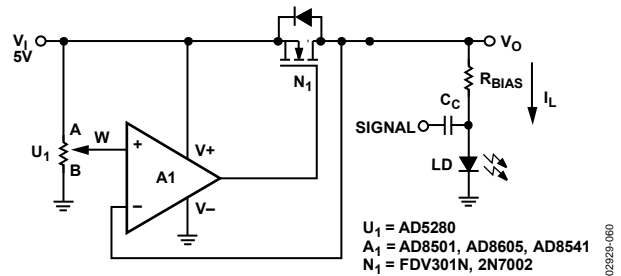 VI
5V
VO
N1
RBIAS
IL
CC
SIGNAL
A
W
U1
B
+
V+
A1
LD
−
V−
U1 = AD5280
A1 = AD8501, AD8605, AD8541
N1 = FDV301N, 2N7002
02929-060